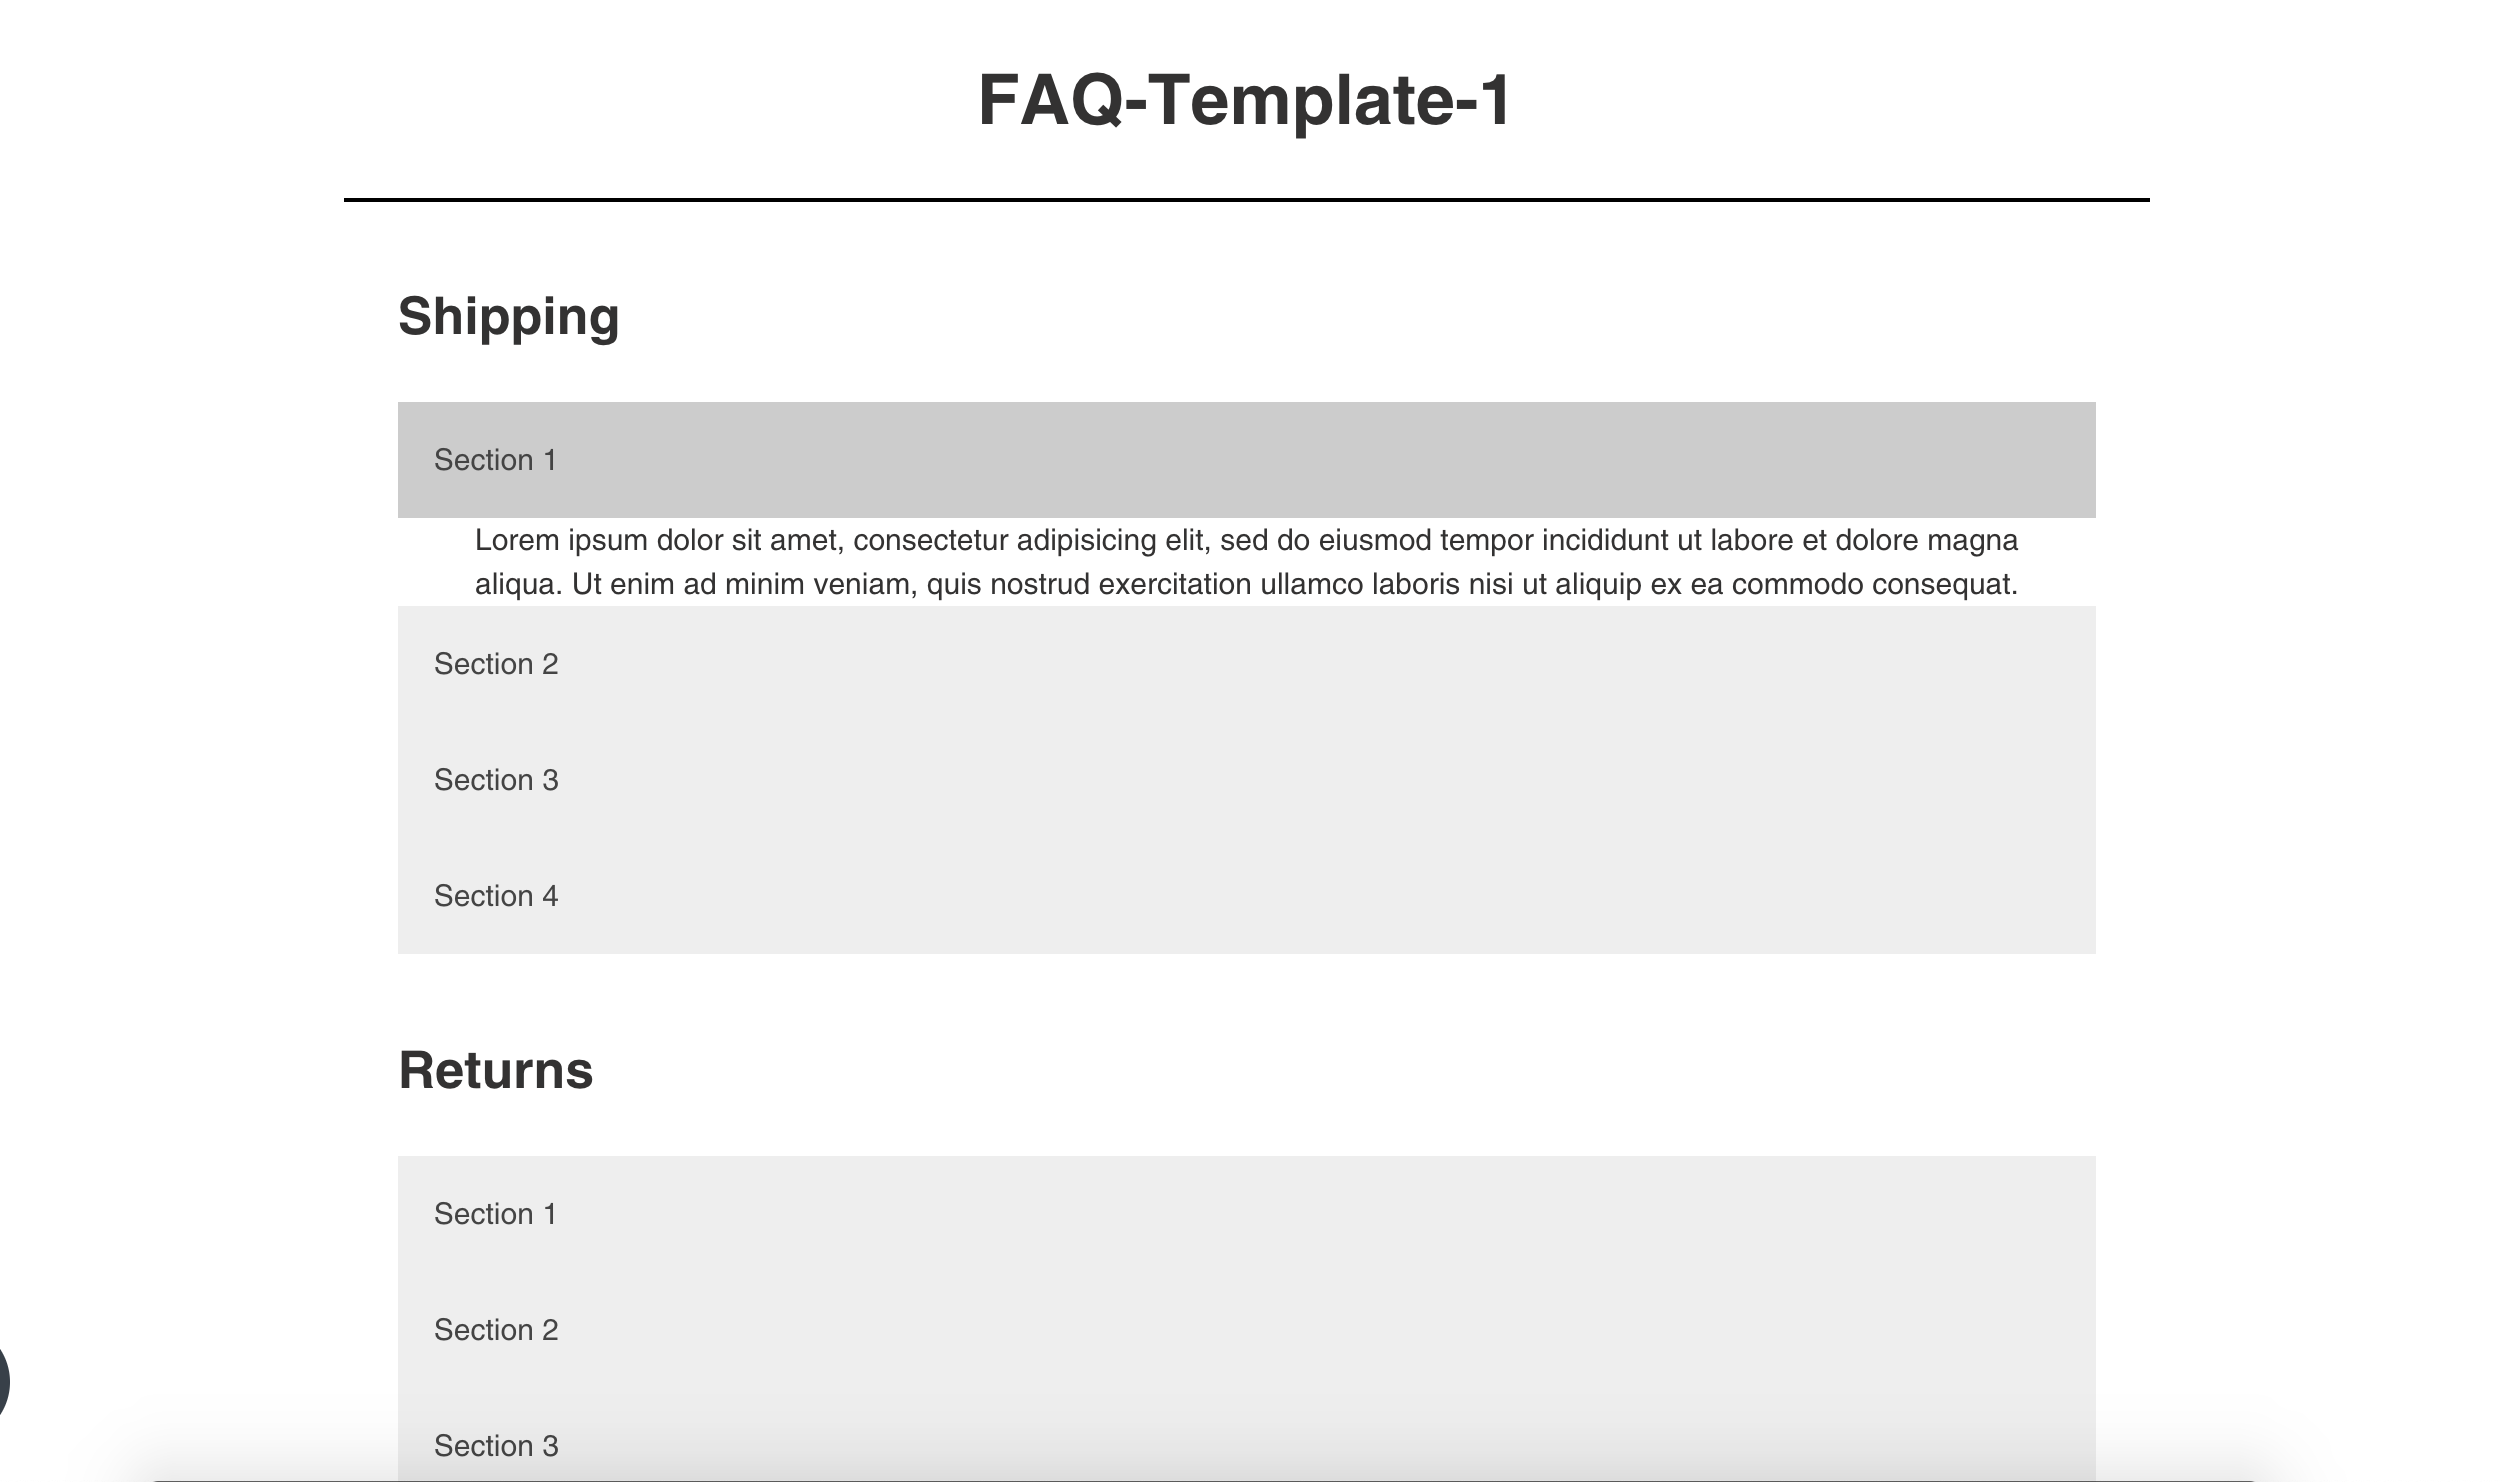 FAQ-Template-1
Shipping
Section 1
Lorem ipsum dolor sit amet, consectetur adipisicing elit, sed do eiusmod tempor incididunt ut labore et dolore magna
aliqua. Ut enim ad minim veniam, quis nostrud exercitation ullamco laboris nisi ut aliquip ex ea commodo consequat.
Section 2
Section 3
Section 4
Returns
Section 1
Section 2
Section 3